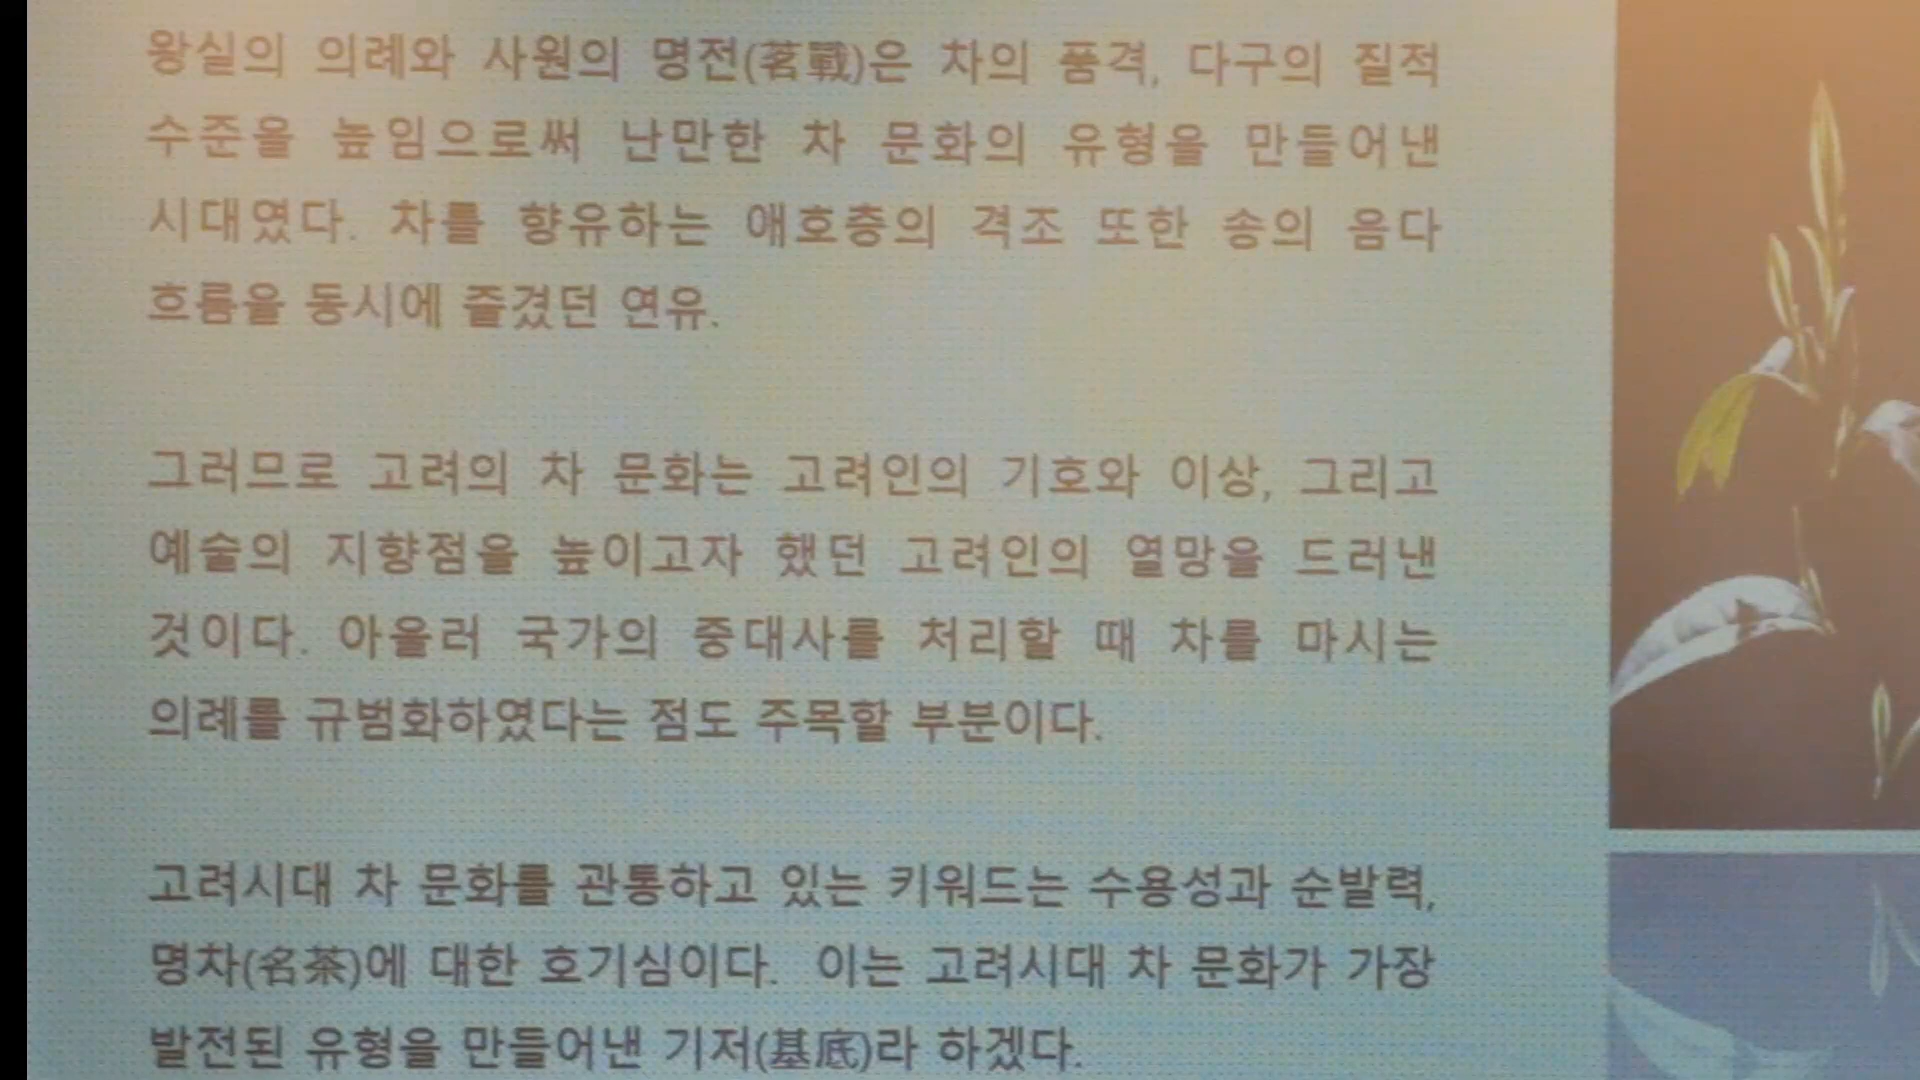 왕실의 의례와 사원의 명전(茗戰)은 차의 품격, 다구의 질적
수준을 높임으로써 난만한 차 문화의 유형을 만들어낸
시대였다. 차를 향유하는 애호층의 격조 또한 송의 음다
흐름을 동시에 즐겼던 연유.
그러므로 고려의 차 문화는 고려인의 기호와 이상, 그리고
예술의 지향점을 높이고자 했던 고려인의 열망을 드러낸
것이다. 아울러 국가의 중대사를 처리할 때 차를 마시는
의례를 규범화하였다는 점도 주목할 부분이다.
고려시대 차 문화를 관통하고 있는 키워드는 수용성과 순발력,
명차(名茶)에 대한 호기심이다. 이는 고려시대 차 문화가 가장
발전된 유형을 만들어낸 기저(基底)라 하겠다.